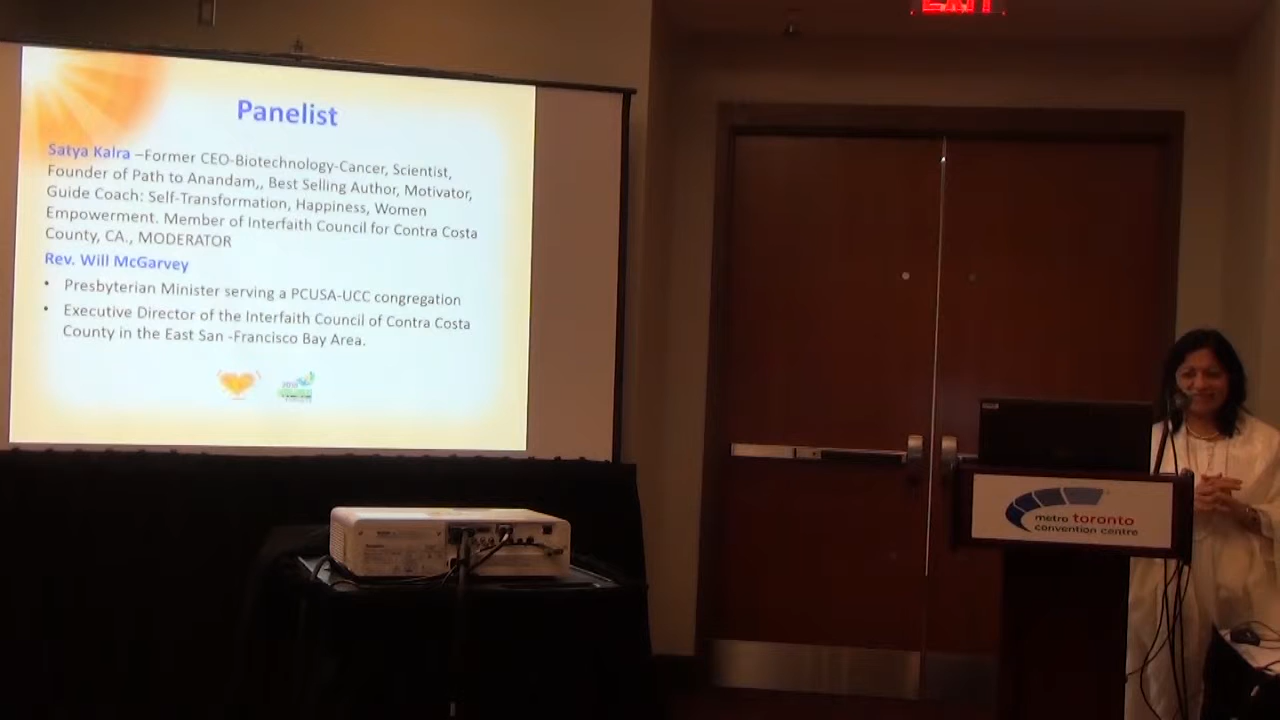 EXIT
Panelist
Satya Kalra –Former CEO-Biotechnology-Cancer, Scientist,
Founder of Path to Anandam,, Best Selling Author, Motivator,
Guide Coach: Self-Transformation, Happiness, Women
Empowerment. Member of Interfaith Council for Contra Costa
County, CA., MODERATOR
Rev. Will McGarvey
• Presbyterian Minister serving a PCUSA-UCC congregation
• Executive Director of the Interfaith Council of Contra Costa
County in the East San -Francisco Bay Area.
metro toronto
convention centre